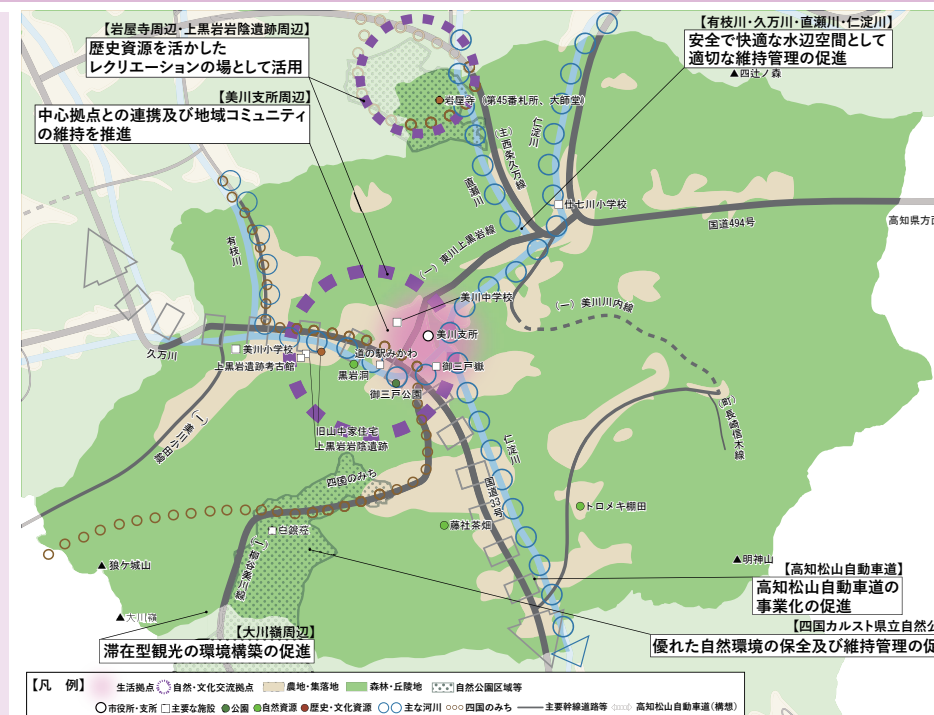 【岩屋寺周辺・上黒岩岩陰遺跡周辺】
歴史資源を活かした
レクリエーションの場として活用
【美川支所周辺】
中心拠点との連携及び地域コミュニティ
の維持を推進
【有枝川・久万川・直瀬川・仁淀川】
安全で快適な水辺空間として
適切な維持管理の促進
▲四辻ノ森
岩屋寺（第45番札所、大師堂）
(主)西条久万線
仁淀川
直瀬川
仕七川小学校
国道494号
高知県方面
有枝川
(一)東川上黒岩線
美川中学校
(一)美川川内線
美川支所
久万川
美川小学校
道の駅みかわ
上黒岩遺跡考古館
黒岩洞
御三戸嶽
御三戸公園
(町)長崎信木線
旧山中家住宅
上黒岩岩陰遺跡
(一)美川小田線
仁淀川
四国のみち
国道33号
トロメキ棚田
藤社茶畑
白銀荘
(一)柳谷美川線
▲狼ケ城山
▲明神山
【高知松山自動車道】
高知松山自動車道の
事業化の促進
▲大川嶺
【大川嶺周辺】
滞在型観光の環境構築の促進
【四国カルスト県立自然公
優れた自然環境の保全及び維持管理の促
【凡　例】
生活拠点 自然・文化交流拠点 農地・集落地 森林・丘陵地 自然公園区域等
市役所・支所 主要な施設 公園 自然資源 歴史・文化資源 主な河川 四国のみち 主要幹線道路等 高知松山自動車道(構想)